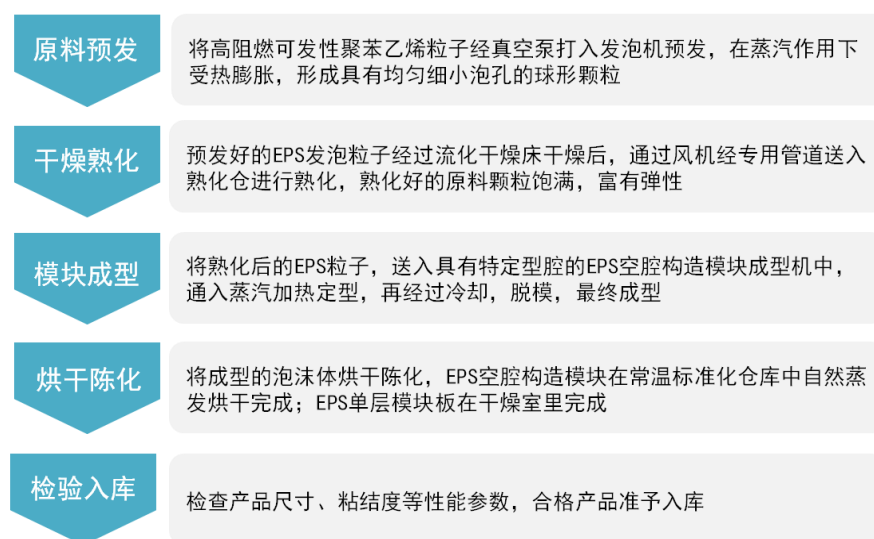 原料预发
将高阻燃可发性聚苯乙烯粒子经真空泵打入发泡机预发，在蒸汽作用下
受热膨胀，形成具有均匀细小泡孔的球形颗粒
干燥熟化
预发好的EPS发泡粒子经过流化干燥床干燥后，通过风机经专用管道送入
熟化仓进行熟化，熟化好的原料颗粒饱满，富有弹性
模块成型
将熟化后的EPS粒子，送入具有特定型腔的EPS空腔构造模块成型机中，
通入蒸汽加热定型，再经过冷却，脱模，最终成型
烘干陈化
将成型的泡沫体烘干陈化，EPS空腔构造模块在常温标准化仓库中自然蒸
发烘干完成；EPS单层模块板在干燥室里完成
检验入库
检查产品尺寸、粘结度等性能参数，合格产品准予入库